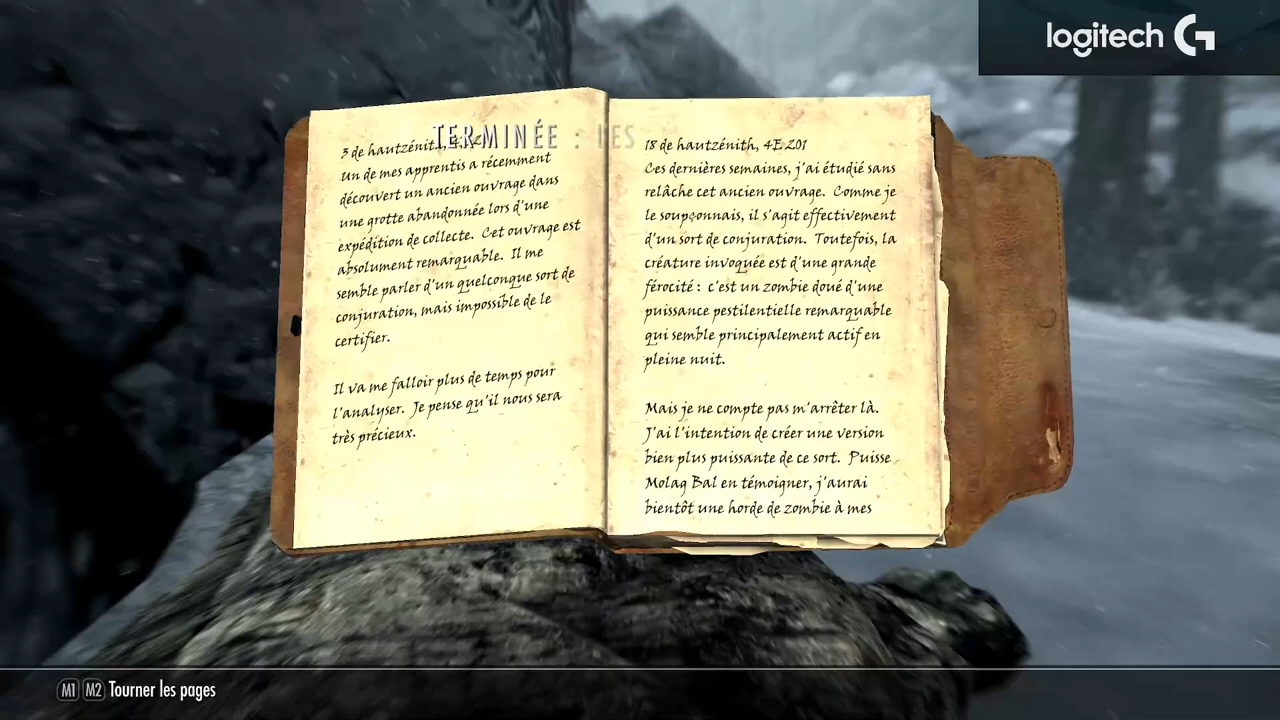 logitech G
TERMINÉE : LES
3 de hautzénith,
un de mes apprentis a récemment
découvert un ancien ouvrage dans
une grotte abandonnée lors d'une
expédition de collecte. Cet ouvrage est
absolument remarquable. Il me
semble parler d'un quelconque sort de
conjuration, mais impossible de le
certifier.
Il va me falloir plus de temps pour
l'analyser. Je pense qu'il nous sera
très précieux.
18 de hautzénith, 4E 201
Ces dernières semaines, j'ai étudié sans
relâche cet ancien ouvrage. Comme je
le soupçonnais, il s'agit effectivement
d'un sort de conjuration. Toutefois, la
créature invoquée est d'une grande
férocité : c'est un zombie doué d'une
puissance pestilentielle remarquable
qui semble principalement actif en
pleine nuit.
Mais je ne compte pas m'arrêter là.
J'ai l'intention de créer une version
bien plus puissante de ce sort. Puisse
Molag Bal en témoigner, j'aurai
bientôt une horde de zombie à mes
M1 M2 Tourner les pages